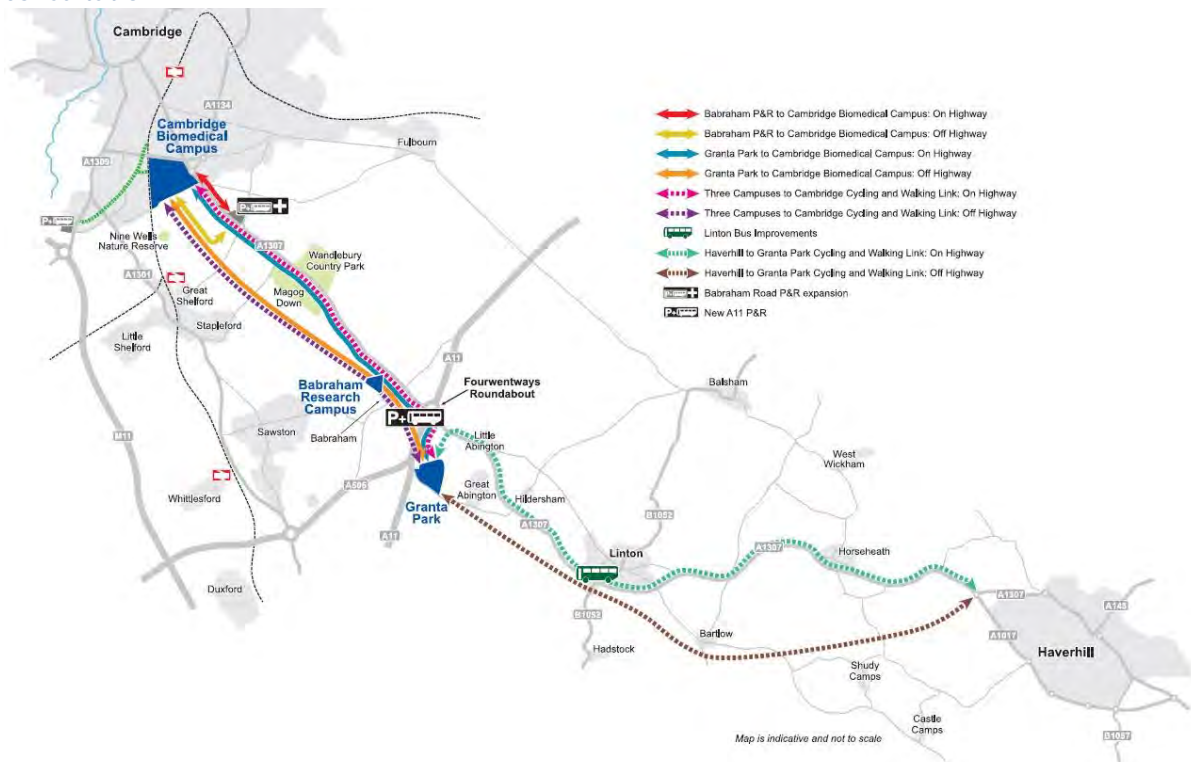 Cambridge
A1134
Cambridge
Biomedical
Campus
Fulbourn
A1309
P+
P+
Nine Wells
Nature Reserve
A1307
Wandlebury
Country Park
A1301
Great
Shelford
Magog
Down
Stapleford
Little
Shelford
A11
Babraham
Research
Campus
Fourwentways
Roundabout
P+
Balsham
Sawston
Babraham
Little
Abington
M11
West
Wickham
Whittlesford
A505
Great
Abington
Hildersham
Granta
Park
A1307
B1052
A11
Linton
A1307
Horseheath
Duxford
B1052
A1307
A143
Bartlow
A1017
Hadstock
Haverhill
Shudy
Camps
Castle
Camps
B1057
Map is indicative and not to scale
Babraham P&R to Cambridge Biomedical Campus: On Highway
Babraham P&R to Cambridge Biomedical Campus: Off Highway
Granta Park to Cambridge Biomedical Campus: On Highway
Granta Park to Cambridge Biomedical Campus: Off Highway
Three Campuses to Cambridge Cycling and Walking Link: On Highway
Three Campuses to Cambridge Cycling and Walking Link: Off Highway
Linton Bus Improvements
Haverhill to Granta Park Cycling and Walking Link: On Highway
Haverhill to Granta Park Cycling and Walking Link: Off Highway
Babraham Road P&R expansion
P+ New A11 P&R